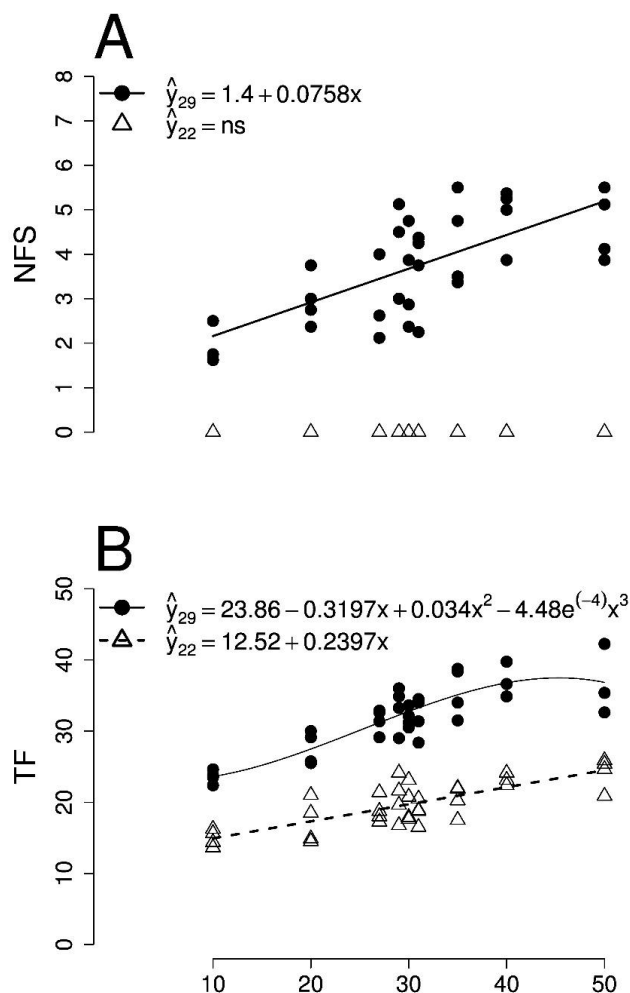 A
8
ŷ29 = 1.4 + 0.0758x
7
ŷ22 = ns
6
5
NFS
4
3
2
1
0
B
50
ŷ29 = 23.86 − 0.3197x + 0.034x² − 4.48e⁽⁻⁴⁾x³
ŷ22 = 12.52 + 0.2397x
40
30
TF
20
10
0
10 20 30 40 50